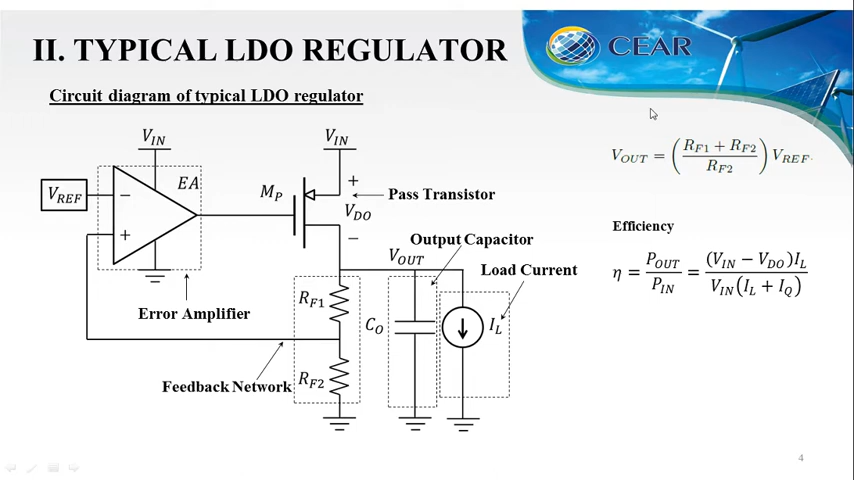 II. TYPICAL LDO REGULATOR
CEAR
Circuit diagram of typical LDO regulator
V_IN
V_IN
V_OUT = ( (R_F1 + R_F2) / R_F2 ) V_REF.
EA
V_REF
−
+
M_P
+
Pass Transistor
V_DO
−
Efficiency
Output Capacitor
V_OUT
Load Current
η = P_OUT / P_IN = (V_IN − V_DO)I_L / V_IN(I_L + I_Q)
Error Amplifier
R_F1
C_O
I_L
Feedback Network
R_F2
4